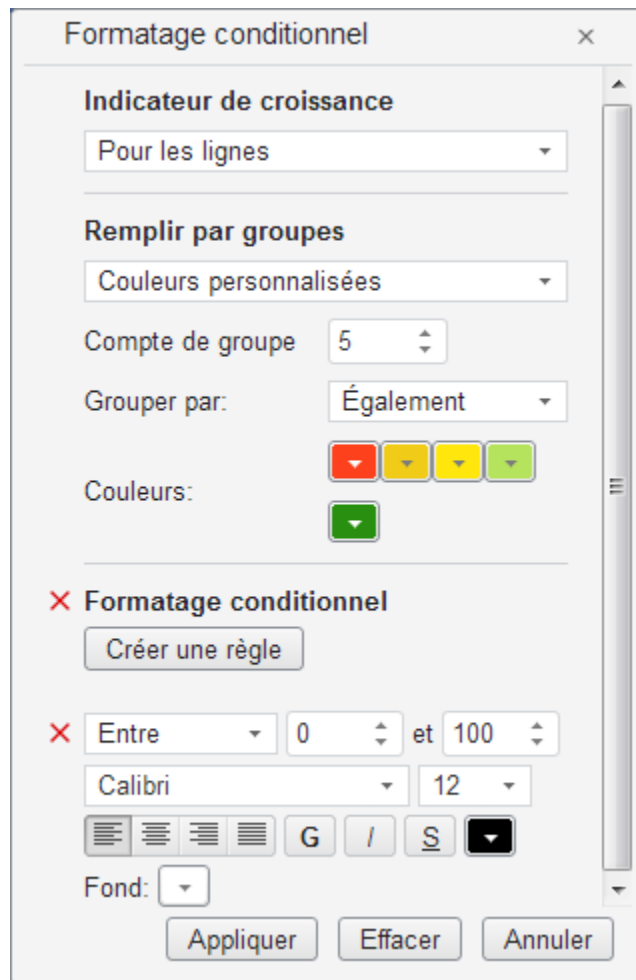 Formatage conditionnel
Indicateur de croissance
Pour les lignes
Remplir par groupes
Couleurs personnalisées
Compte de groupe 5
Grouper par: Également
Couleurs:
Formatage conditionnel
Créer une règle
Entre 0 et 100
Calibri 12
G I S
Fond:
Appliquer Effacer Annuler